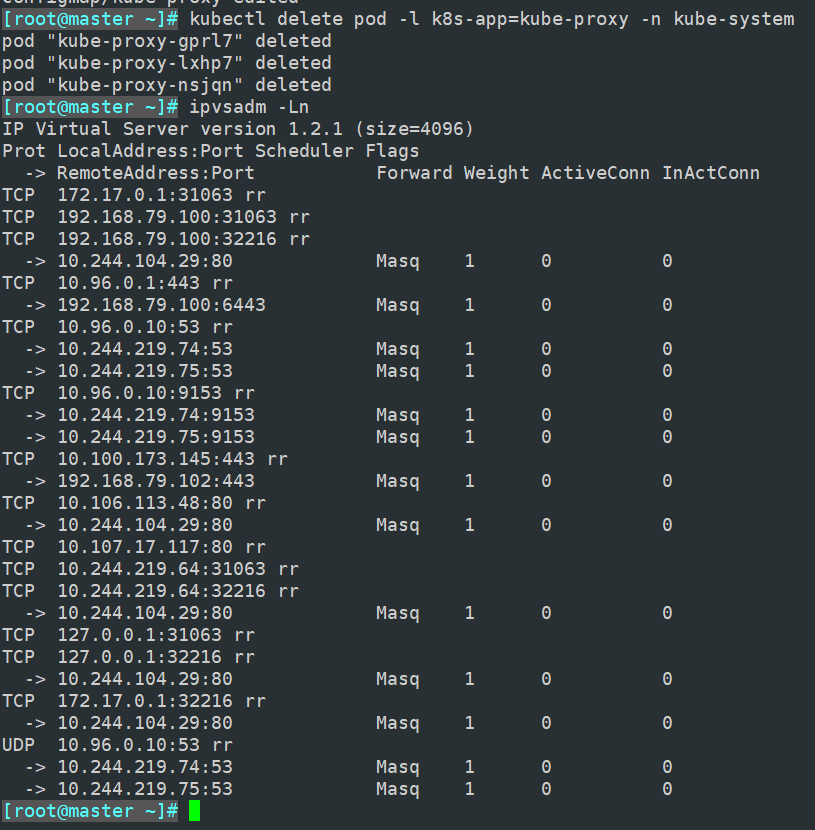 configmap/kube-proxy edited
[root@master ~]# kubectl delete pod -l k8s-app=kube-proxy -n kube-system
pod "kube-proxy-gprl7" deleted
pod "kube-proxy-lxhp7" deleted
pod "kube-proxy-nsjqn" deleted
[root@master ~]# ipvsadm -Ln
IP Virtual Server version 1.2.1 (size=4096)
Prot LocalAddress:Port Scheduler Flags
  -> RemoteAddress:Port           Forward Weight ActiveConn InActConn
TCP  172.17.0.1:31063 rr
TCP  192.168.79.100:31063 rr
TCP  192.168.79.100:32216 rr
  -> 10.244.104.29:80             Masq    1      0          0
TCP  10.96.0.1:443 rr
  -> 192.168.79.100:6443          Masq    1      0          0
TCP  10.96.0.10:53 rr
  -> 10.244.219.74:53             Masq    1      0          0
  -> 10.244.219.75:53             Masq    1      0          0
TCP  10.96.0.10:9153 rr
  -> 10.244.219.74:9153           Masq    1      0          0
  -> 10.244.219.75:9153           Masq    1      0          0
TCP  10.100.173.145:443 rr
  -> 192.168.79.102:443           Masq    1      0          0
TCP  10.106.113.48:80 rr
  -> 10.244.104.29:80             Masq    1      0          0
TCP  10.107.17.117:80 rr
TCP  10.244.219.64:31063 rr
TCP  10.244.219.64:32216 rr
  -> 10.244.104.29:80             Masq    1      0          0
TCP  127.0.0.1:31063 rr
TCP  127.0.0.1:32216 rr
  -> 10.244.104.29:80             Masq    1      0          0
TCP  172.17.0.1:32216 rr
  -> 10.244.104.29:80             Masq    1      0          0
UDP  10.96.0.10:53 rr
  -> 10.244.219.74:53             Masq    1      0          0
  -> 10.244.219.75:53             Masq    1      0          0
[root@master ~]#